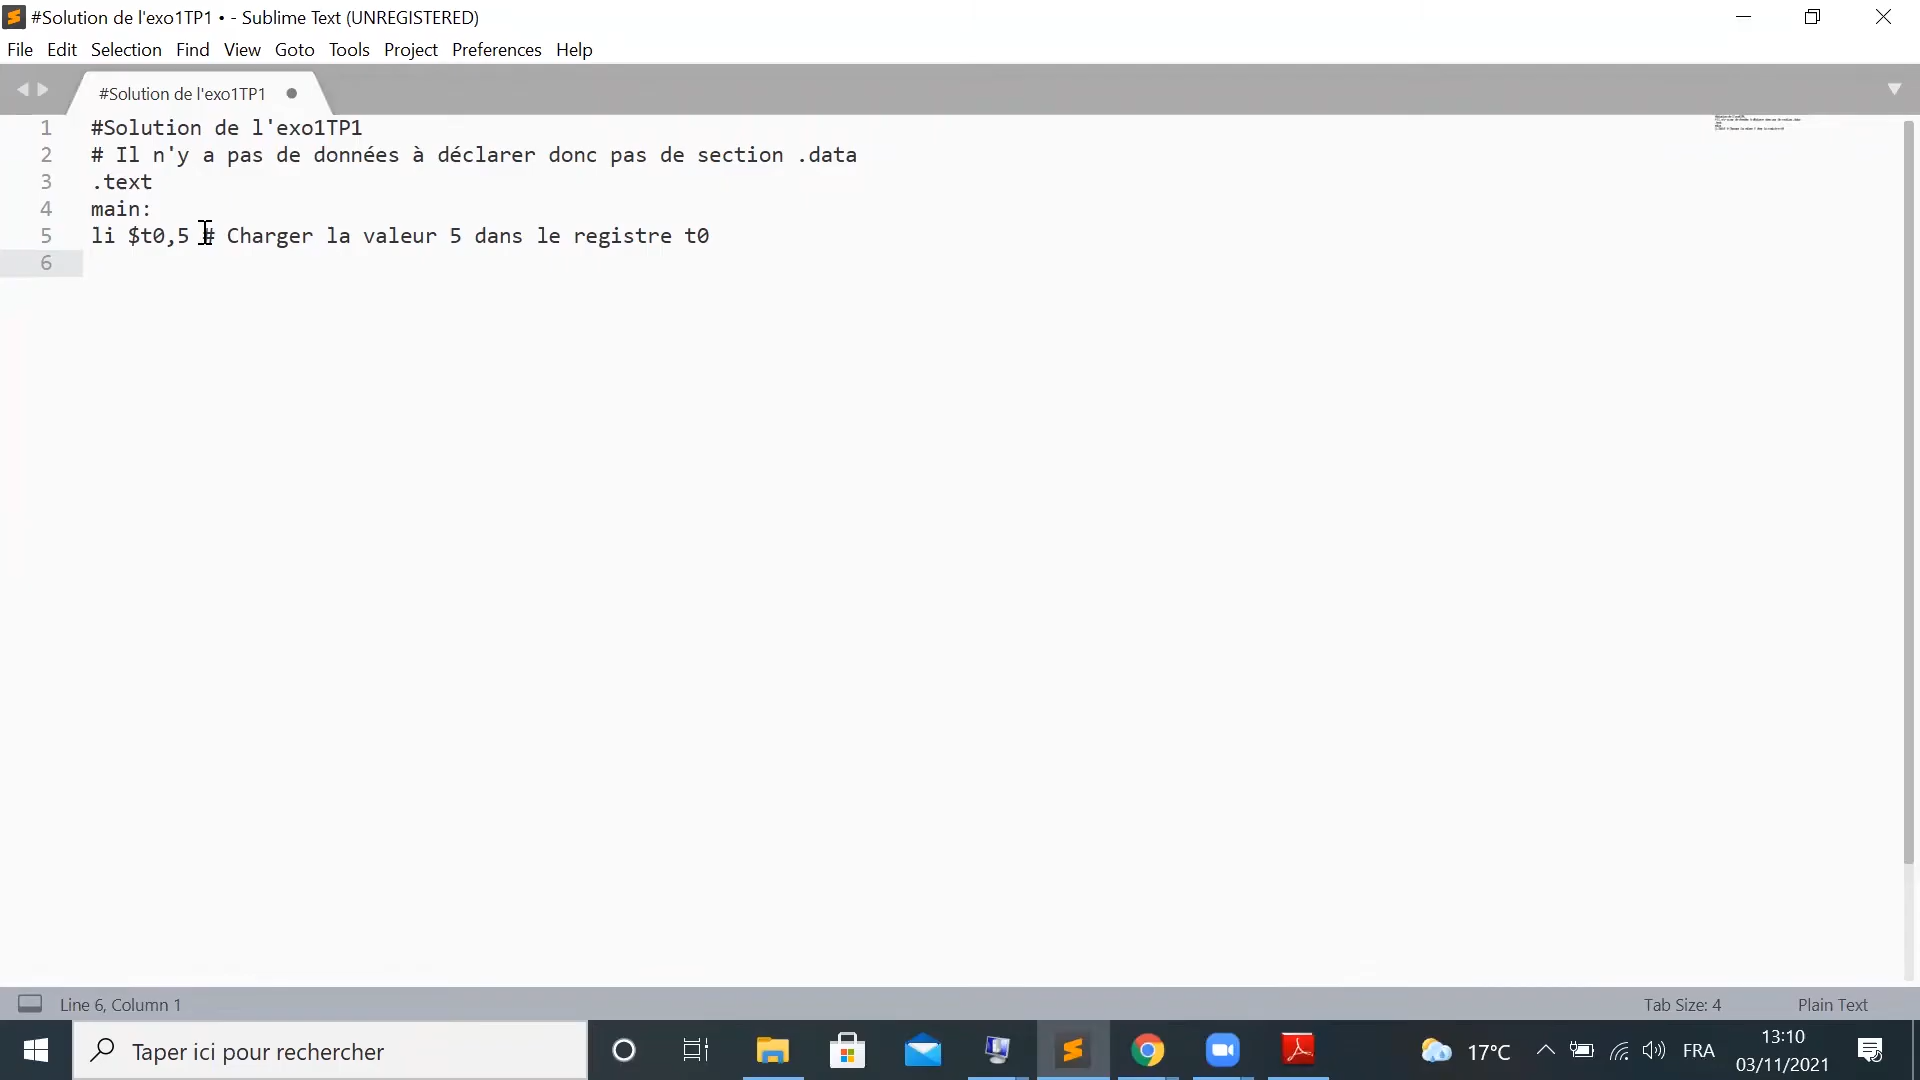 #Solution de l'exo1TP1 • - Sublime Text (UNREGISTERED)
File Edit Selection Find View Goto Tools Project Preferences Help
#Solution de l'exo1TP1
1 #Solution de l'exo1TP1
2 # Il n'y a pas de données à déclarer donc pas de section .data
3 .text
4 main:
5 li $t0,5 # Charger la valeur 5 dans le registre t0
6
Line 6, Column 1 Tab Size: 4 Plain Text
Taper ici pour rechercher
17°C FRA 13:10
03/11/2021